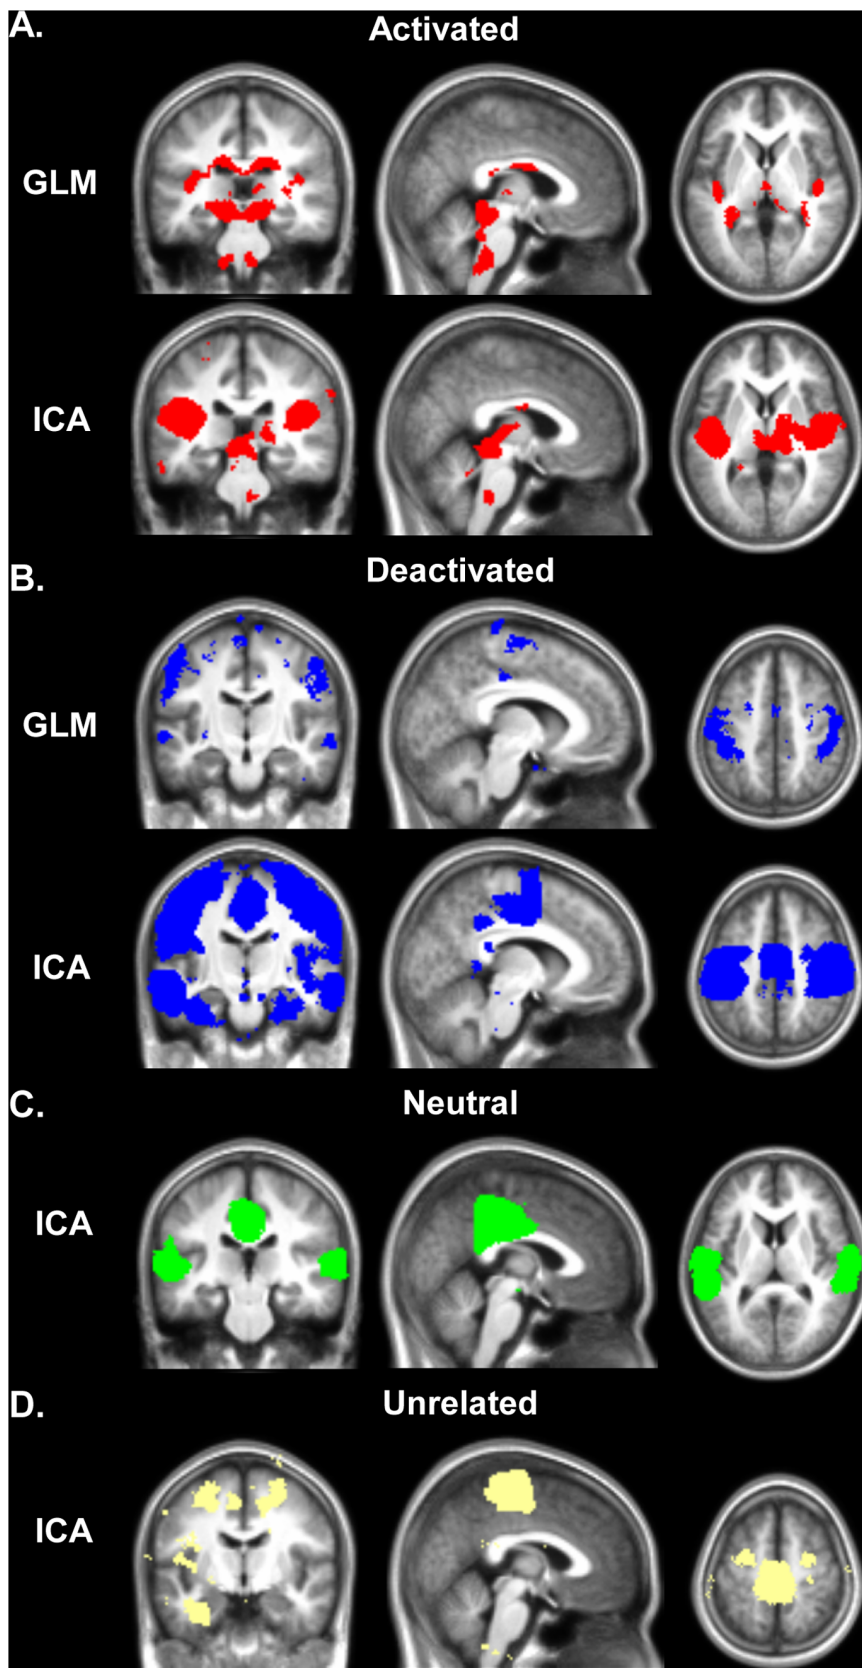 A.
Activated
GLM
ICA
B.
Deactivated
GLM
ICA
C.
Neutral
ICA
D.
Unrelated
ICA